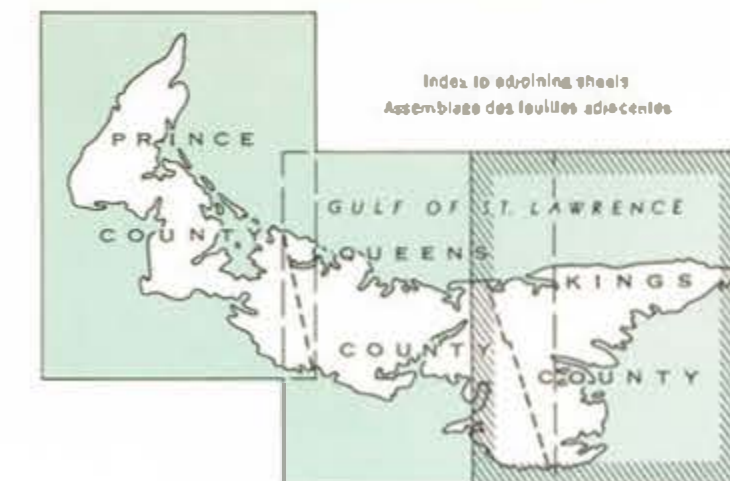 Index to adjoining sheets
Assemblage des feuilles adjacentes
PRINCE
COUNTY
GULF OF ST. LAWRENCE
QUEENS
COUNTY
KINGS
COUNTY